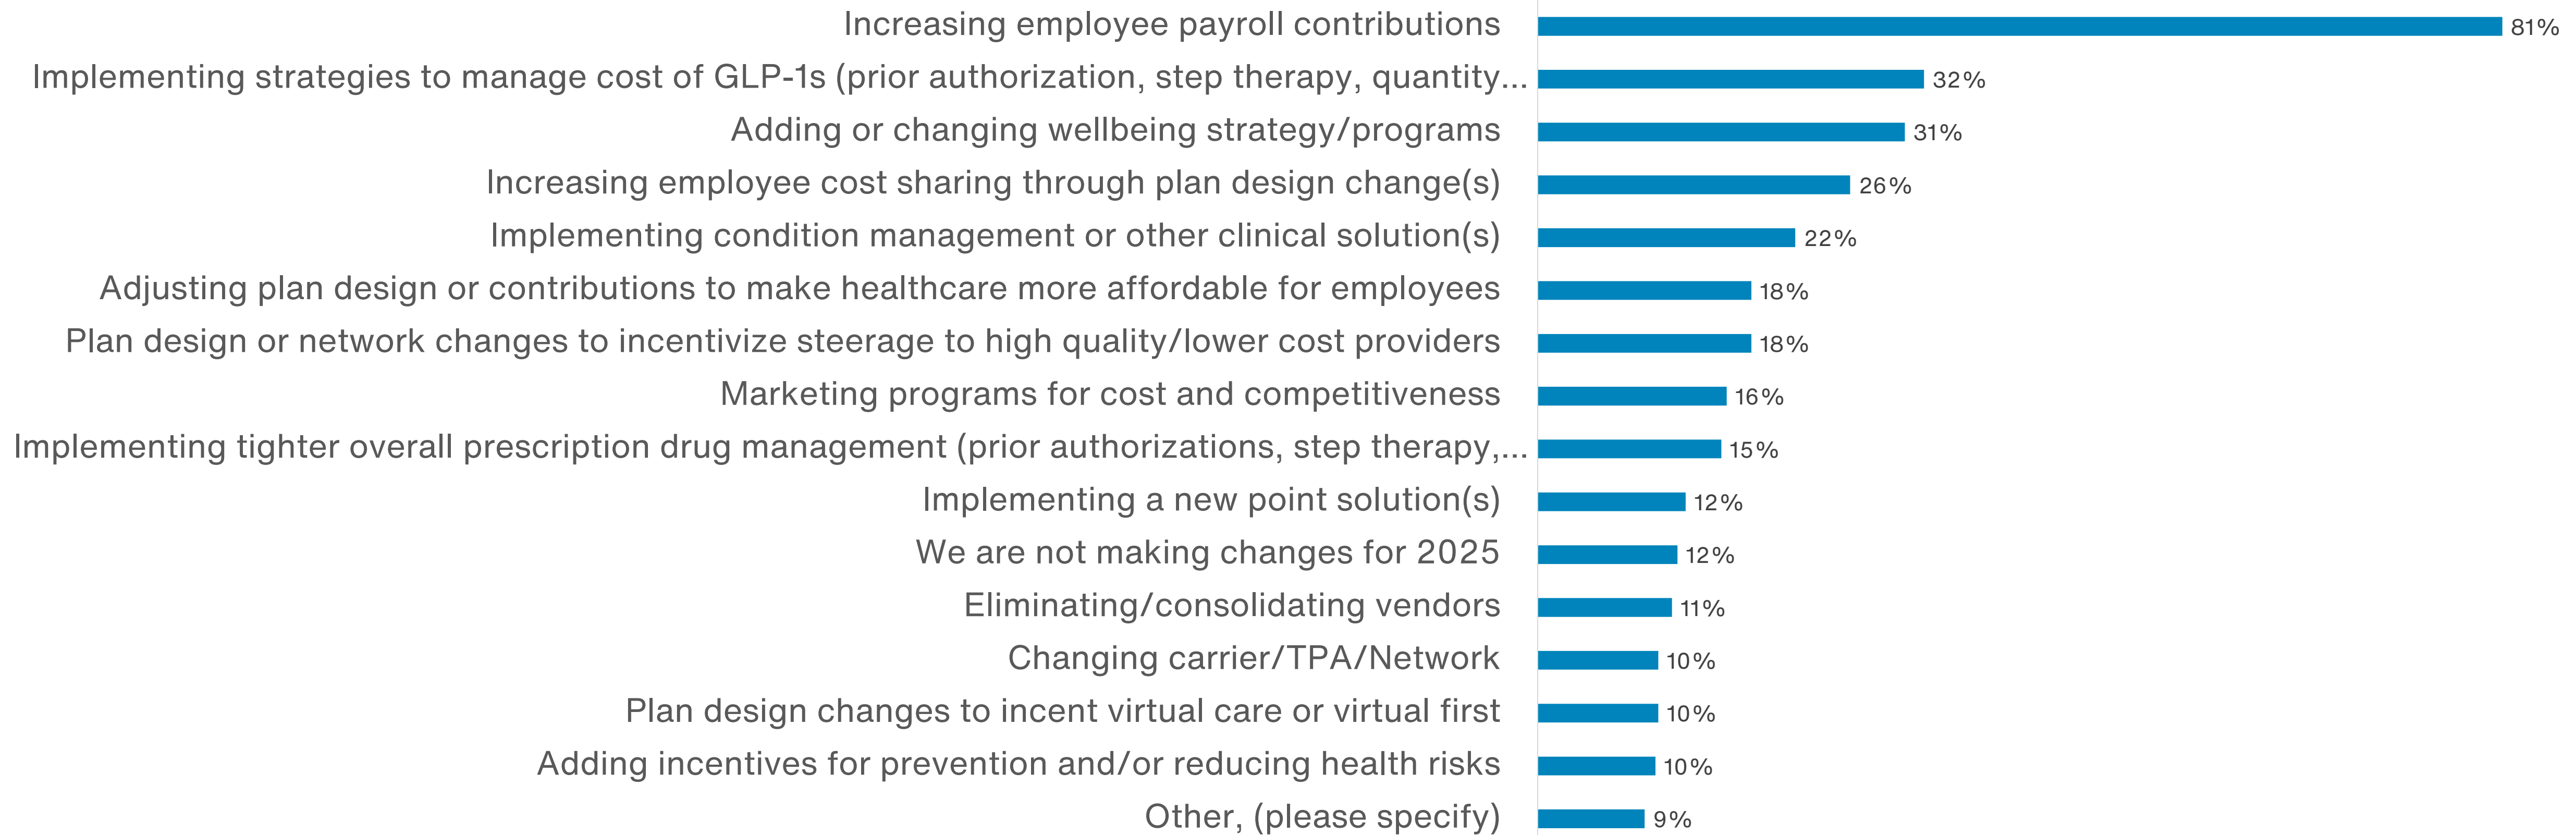 Increasing employee payroll contributions 81%
Implementing strategies to manage cost of GLP-1s (prior authorization, step therapy, quantity... 32%
Adding or changing wellbeing strategy/programs 31%
Increasing employee cost sharing through plan design change(s) 26%
Implementing condition management or other clinical solution(s) 22%
Adjusting plan design or contributions to make healthcare more affordable for employees 18%
Plan design or network changes to incentivize steerage to high quality/lower cost providers 18%
Marketing programs for cost and competitiveness 16%
Implementing tighter overall prescription drug management (prior authorizations, step therapy,... 15%
Implementing a new point solution(s) 12%
We are not making changes for 2025 12%
Eliminating/consolidating vendors 11%
Changing carrier/TPA/Network 10%
Plan design changes to incent virtual care or virtual first 10%
Adding incentives for prevention and/or reducing health risks 10%
Other, (please specify) 9%